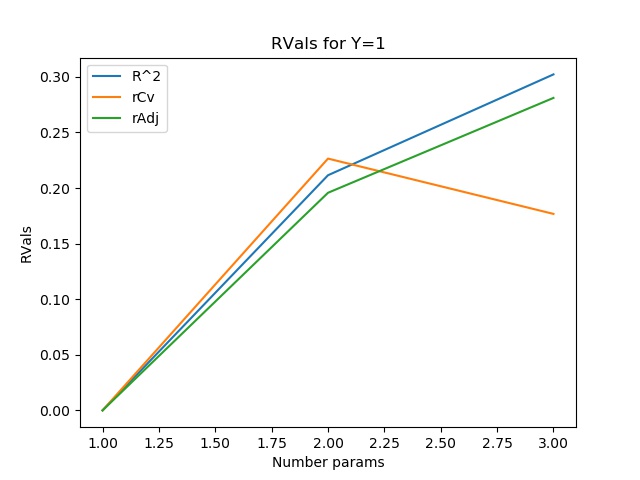 RVals for Y=1
R^2
rCv
rAdj
RVals
0.30
0.25
0.20
0.15
0.10
0.05
0.00
1.00 1.25 1.50 1.75 2.00 2.25 2.50 2.75 3.00
Number params